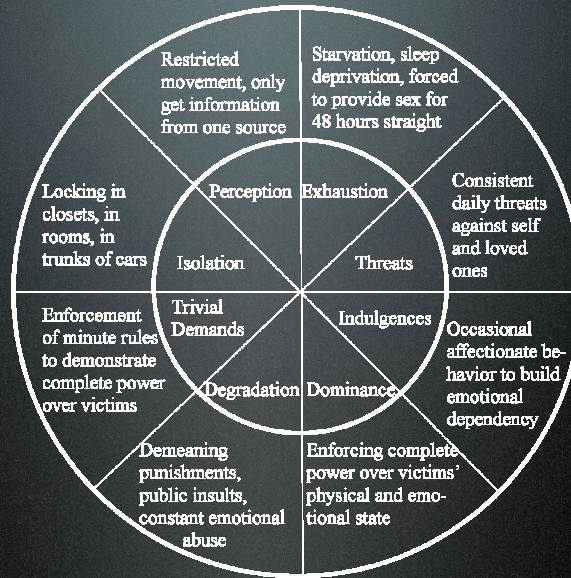 Restricted
movement, only
get information
from one source
Starvation, sleep
deprivation, forced
to provide sex for
48 hours straight
Perception
Exhaustion
Locking in
closets, in
rooms, in
trunks of cars
Isolation
Threats
Consistent
daily threats
against self
and loved
ones
Enforcement
of minute rules
to demonstrate
complete power
over victims
Trivial
Demands
Indulgences
Occasional
affectionate be-
havior to build
emotional
dependency
Degradation
Dominance
Demeaning
punishments,
public insults,
constant emotional
abuse
Enforcing complete
power over victims’
physical and emo-
tional state